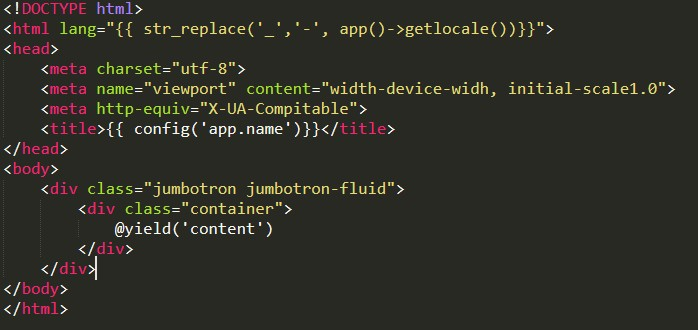 <!DOCTYPE html>
<html lang="{{ str_replace('_','-', app()->getlocale())}}">
<head>
    <meta charset="utf-8">
    <meta name="viewport" content="width-device-widh, initial-scale1.0">
    <meta http-equiv="X-UA-Compitable">
    <title>{{ config('app.name')}}</title>
</head>
<body>
    <div class="jumbotron jumbotron-fluid">
        <div class="container">
            @yield('content')
        </div>
    </div>
</body>
</html>